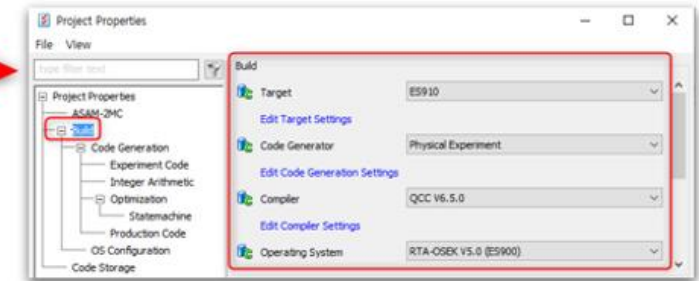 Project Properties
File View
type filter text
Project Properties
ASAM-2MC
Build
Code Generation
Experiment Code
Integer Arithmetic
Optimization
Statemachine
Production Code
OS Configuration
Code Storage
Build
Target ES910
Edit Target Settings
Code Generator Physical Experiment
Edit Code Generation Settings
Compiler QCC V6.5.0
Edit Compiler Settings
Operating System RTA-OSEK V5.0 (ES900)